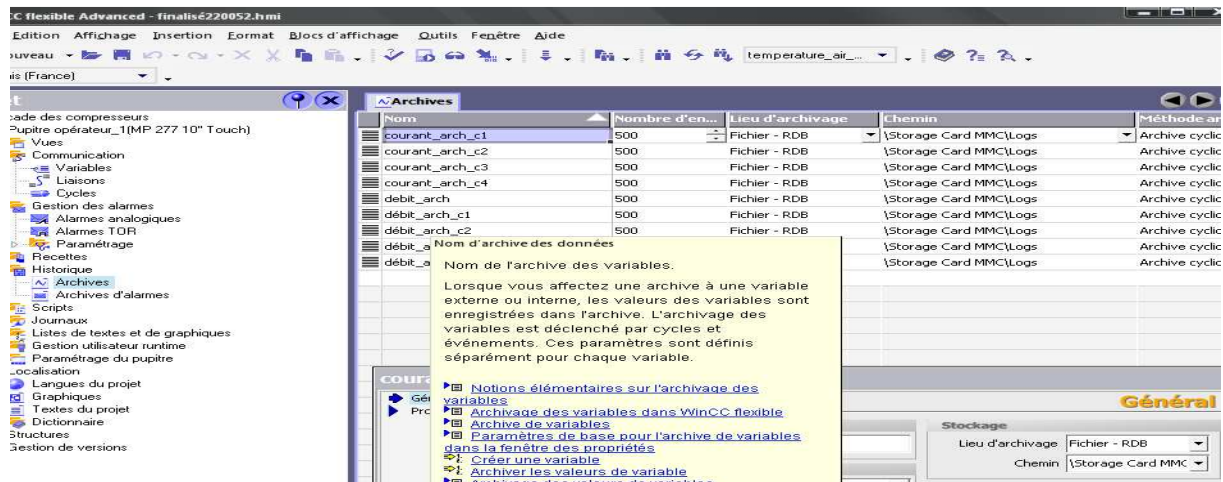 CC flexible Advanced - finalisé220052.hmi
Edition Affichage Insertion Format Blocs d'affichage Outils Fenêtre Aide
ouveau
temperature_air_...
is (France)
et
cade des compresseurs
Pupitre opérateur_1(MP 277 10" Touch)
Vues
Communication
Variables
Liaisons
Cycles
Gestion des alarmes
Alarmes analogiques
Alarmes TOR
Paramétrage
Recettes
Historique
Archives
Archives d'alarmes
Scripts
Journaux
Listes de textes et de graphiques
Gestion utilisateur runtime
Paramétrage du pupitre
Localisation
Langues du projet
Graphiques
Textes du projet
Dictionnaire
Structures
Gestion de versions
Archives
Nom Nombre d'en... Lieu d'archivage Chemin Méthode ar
courant_arch_c1 500 Fichier - RDB \Storage Card MMC\Logs Archive cyclic
courant_arch_c2 500 Fichier - RDB \Storage Card MMC\Logs Archive cyclic
courant_arch_c3 500 Fichier - RDB \Storage Card MMC\Logs Archive cyclic
courant_arch_c4 500 Fichier - RDB \Storage Card MMC\Logs Archive cyclic
debit_arch 500 Fichier - RDB \Storage Card MMC\Logs Archive cyclic
débit_arch_c1 500 Fichier - RDB \Storage Card MMC\Logs Archive cyclic
débit_arch_c2 500 Fichier - RDB \Storage Card MMC\Logs Archive cyclic
débit_a \Storage Card MMC\Logs Archive cyclic
débit_a \Storage Card MMC\Logs Archive cyclic
Nom d'archive des données
Nom de l'archive des variables.
Lorsque vous affectez une archive à une variable
externe ou interne, les valeurs des variables sont
enregistrées dans l'archive. L'archivage des
variables est déclenché par cycles et
événements. Ces paramètres sont définis
séparément pour chaque variable.
Notions élémentaires sur l'archivage des
variables
Archivage des variables dans WinCC flexible
Archive de variables
Paramètres de base pour l'archive de variables
dans la fenêtre des propriétés
Créer une variable
Archiver les valeurs de variable
Archivage des valeurs de variables
coura
Gén
Pro
Général
Stockage
Lieu d'archivage Fichier - RDB
Chemin \Storage Card MMC